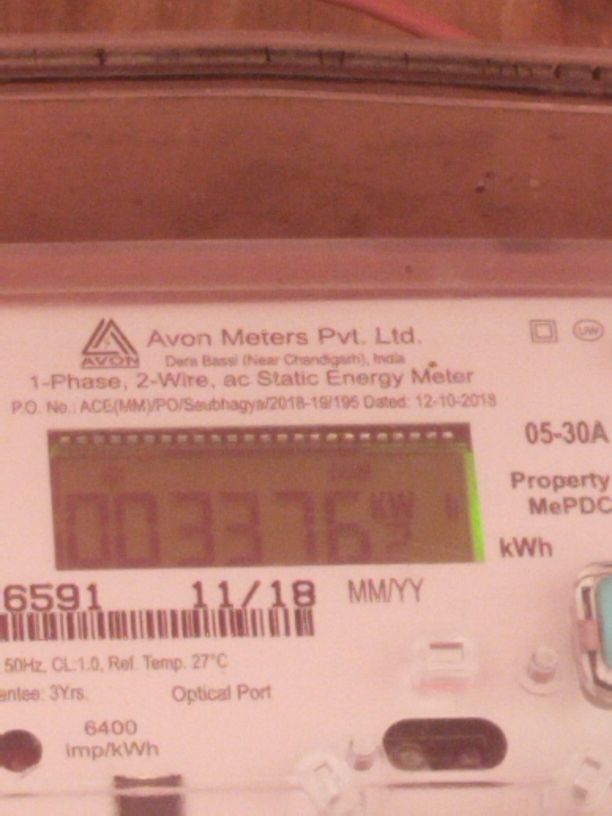 Avon Meters Pvt. Ltd.
AVON
Dera Bassi (Near Chandigarh), India
1-Phase, 2-Wire, ac Static Energy Meter
P.O. No.: ACE(MM)/PO/Saubhagya/2018-19/195 Dated: 12-10-2018
UW
05-30A
Property
MePDC
003376 kW
kWh
6591 11/18 MM/YY
50Hz, CL:1.0, Ref. Temp. 27°C
entee: 3Yrs. Optical Port
6400
imp/kWh